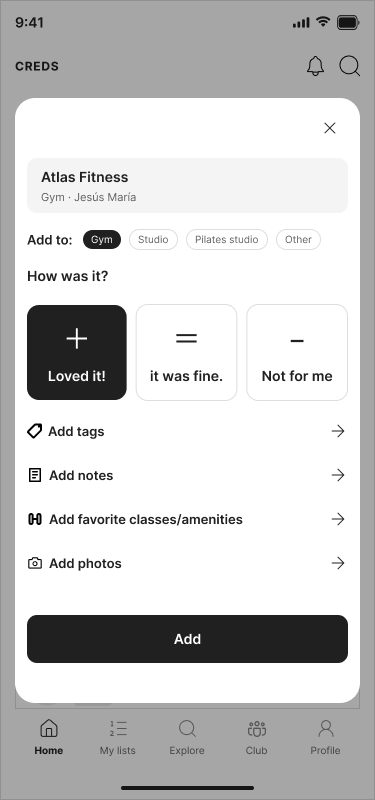 9:41
CREDS
Atlas Fitness
Gym · Jesús María
Add to: Gym Studio Pilates studio Other
How was it?
Loved it! it was fine. Not for me
Add tags
Add notes
Add favorite classes/amenities
Add photos
Add
1
2
Home My lists Explore Club Profile